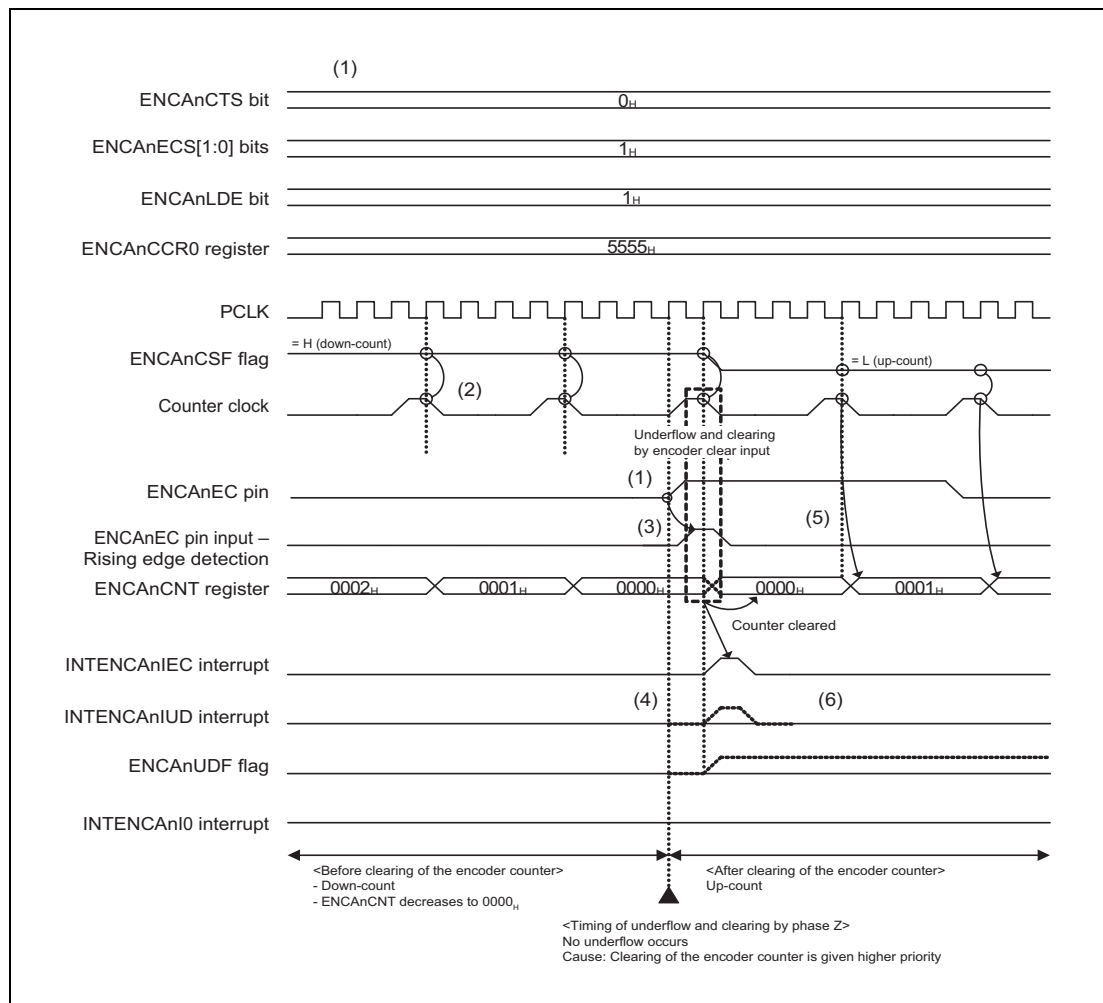 (1)
ENCAnCTS bit
0H
ENCAnECS[1:0] bits
1H
ENCAnLDE bit
1H
ENCAnCCR0 register
5555H
PCLK
= H (down-count)
ENCAnCSF flag
= L (up-count)
(2)
Counter clock
Underflow and clearing
by encoder clear input
(1)
ENCAnEC pin
(3)
(5)
ENCAnEC pin input –
Rising edge detection
ENCAnCNT register
0002H
0001H
0000H
0000H
0001H
Counter cleared
INTENCAnIEC interrupt
(4)
(6)
INTENCAnIUD interrupt
ENCAnUDF flag
INTENCAnI0 interrupt
<Before clearing of the encoder counter>
- Down-count
- ENCAnCNT decreases to 0000H
<After clearing of the encoder counter>
Up-count
<Timing of underflow and clearing by phase Z>
No underflow occurs
Cause: Clearing of the encoder counter is given higher priority